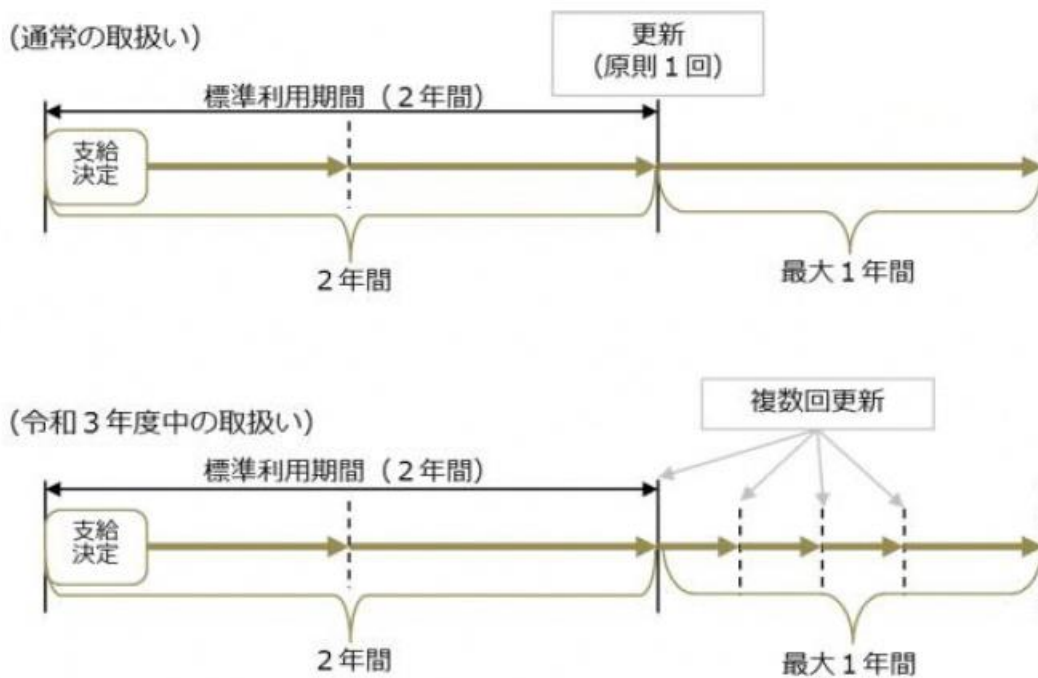 (通常の取扱い)
更新
(原則１回)
標準利用期間（２年間）
支給
決定
２年間
最大１年間
(令和３年度中の取扱い)
複数回更新
標準利用期間（２年間）
支給
決定
２年間
最大１年間